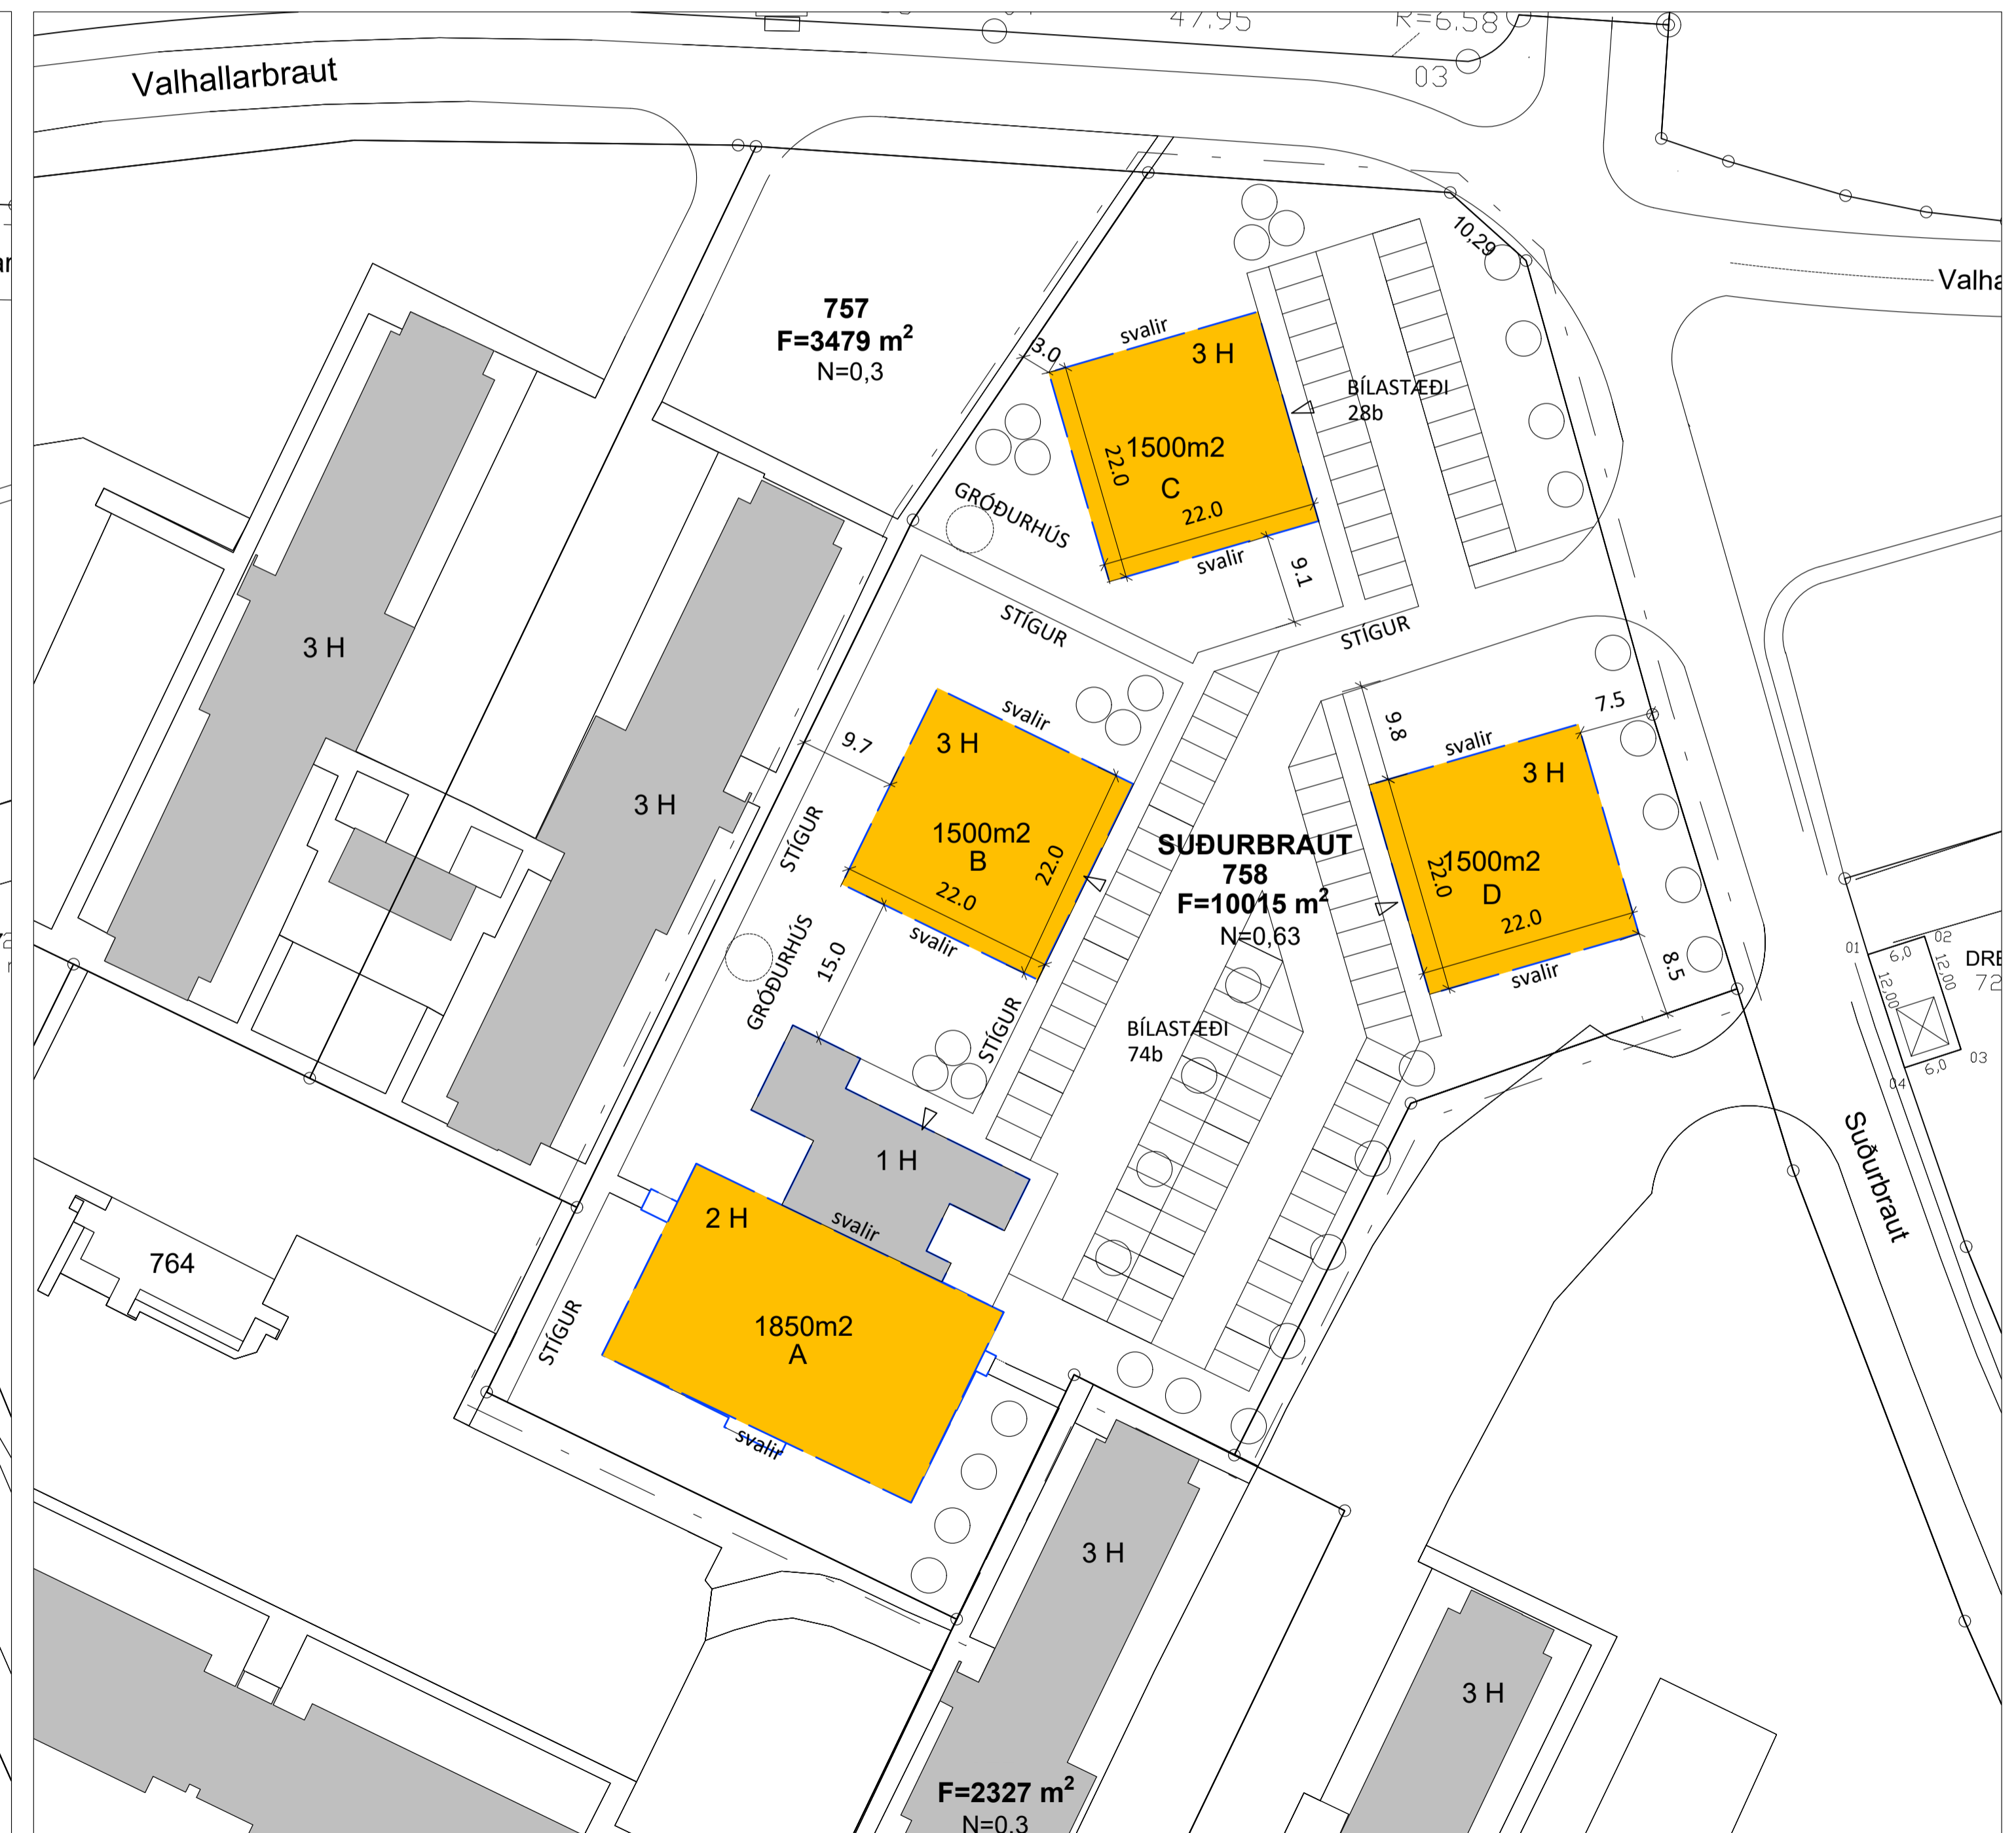 47,95
R=6,58
03
Valhallarbraut
10,29
757
F=3479 m²
N=0,3
svalir
3.0
3 H
BÍLASTÆÐI
28b
1500m2
C
22.0
22.0
svalir
9.1
GRÓÐURHÚS
STÍGUR
STÍGUR
3 H
3 H
svalir
9.7
3 H
1500m2
B
22.0
22.0
svalir
STÍGUR
GRÓÐURHÚS
15.0
STÍGUR
SUÐURBRAUT
758
F=10015 m²
N=0,63
BÍLASTÆÐI
74b
9.8
svalir
7.5
3 H
1500m2
D
22.0
22.0
svalir
8.5
01
02
6,0
12,00
12,00
6,0
03
04
72
Suðurbraut
1 H
2 H
svalir
1850m2
A
svalir
STÍGUR
764
3 H
3 H
F=2327 m²
N=0,3